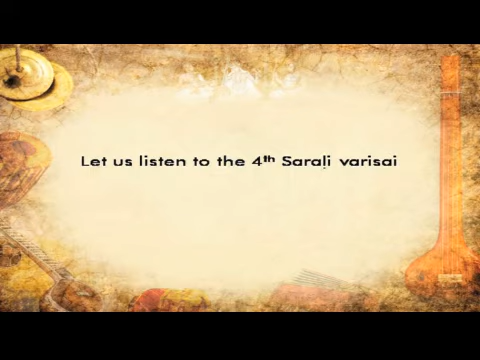 Let us listen to the 4th Saraḷi varisai